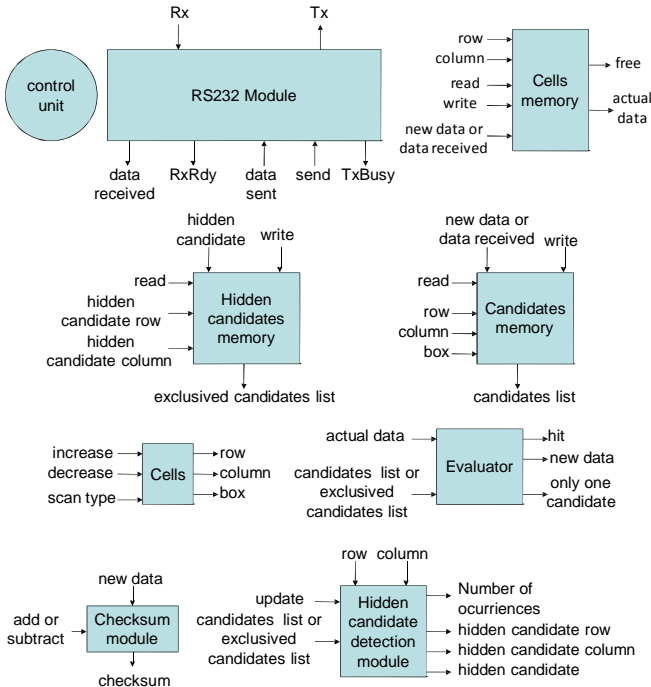 Rx
Tx
control
unit
RS232 Module
data
received
RxRdy
data
sent
send
TxBusy
row
column
read
write
new data or
data received
Cells
memory
free
actual
data
hidden
candidate
write
read
hidden
candidate row
hidden
candidate column
Hidden
candidates
memory
exclusived candidates list
new data or
data received
write
read
row
column
box
Candidates
memory
candidates list
increase
decrease
scan type
Cells
row
column
box
actual data
candidates list or
exclusived
candidates list
Evaluator
hit
new data
only one
candidate
new data
add or
subtract
Checksum
module
checksum
row
column
update
candidates list or
exclusived
candidates list
Hidden
candidate
detection
module
Number of
ocurriences
hidden candidate row
hidden candidate column
hidden candidate